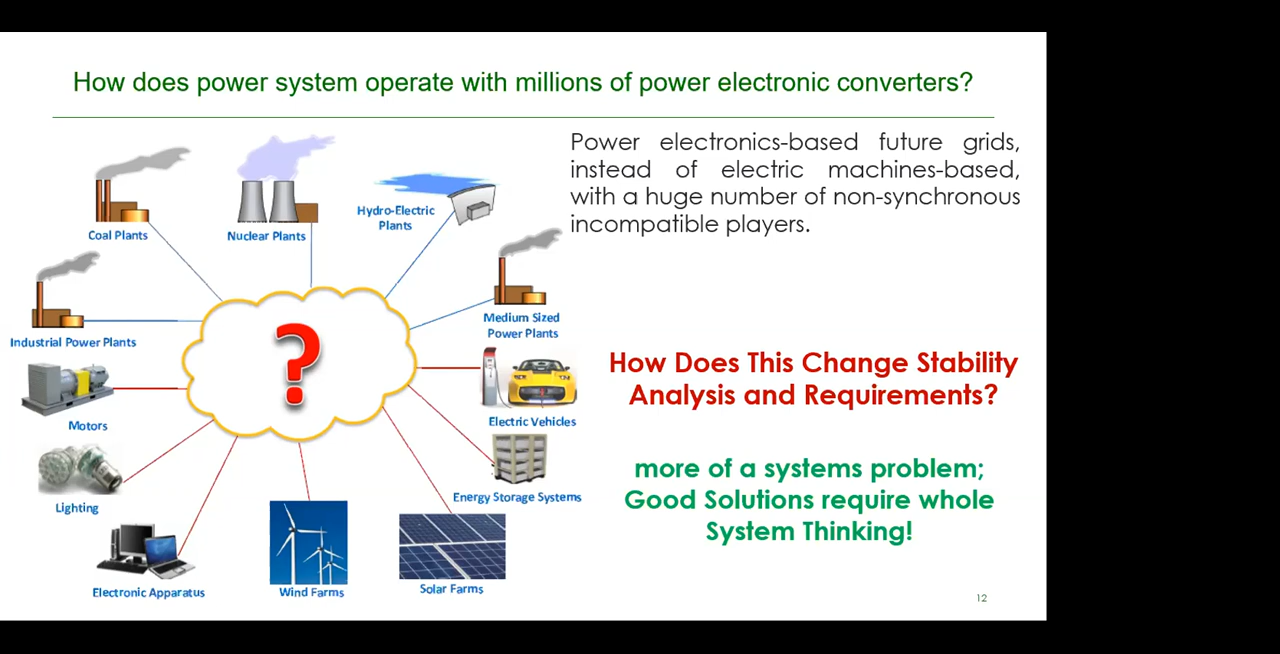 How does power system operate with millions of power electronic converters?
Power electronics-based future grids,
instead of electric machines-based,
with a huge number of non-synchronous
incompatible players.
Coal Plants
Nuclear Plants
Hydro-Electric
Plants
Industrial Power Plants
Medium Sized
Power Plants
?
Motors
Electric Vehicles
Lighting
Energy Storage Systems
Electronic Apparatus
Wind Farms
Solar Farms
How Does This Change Stability
Analysis and Requirements?
more of a systems problem;
Good Solutions require whole
System Thinking!
12